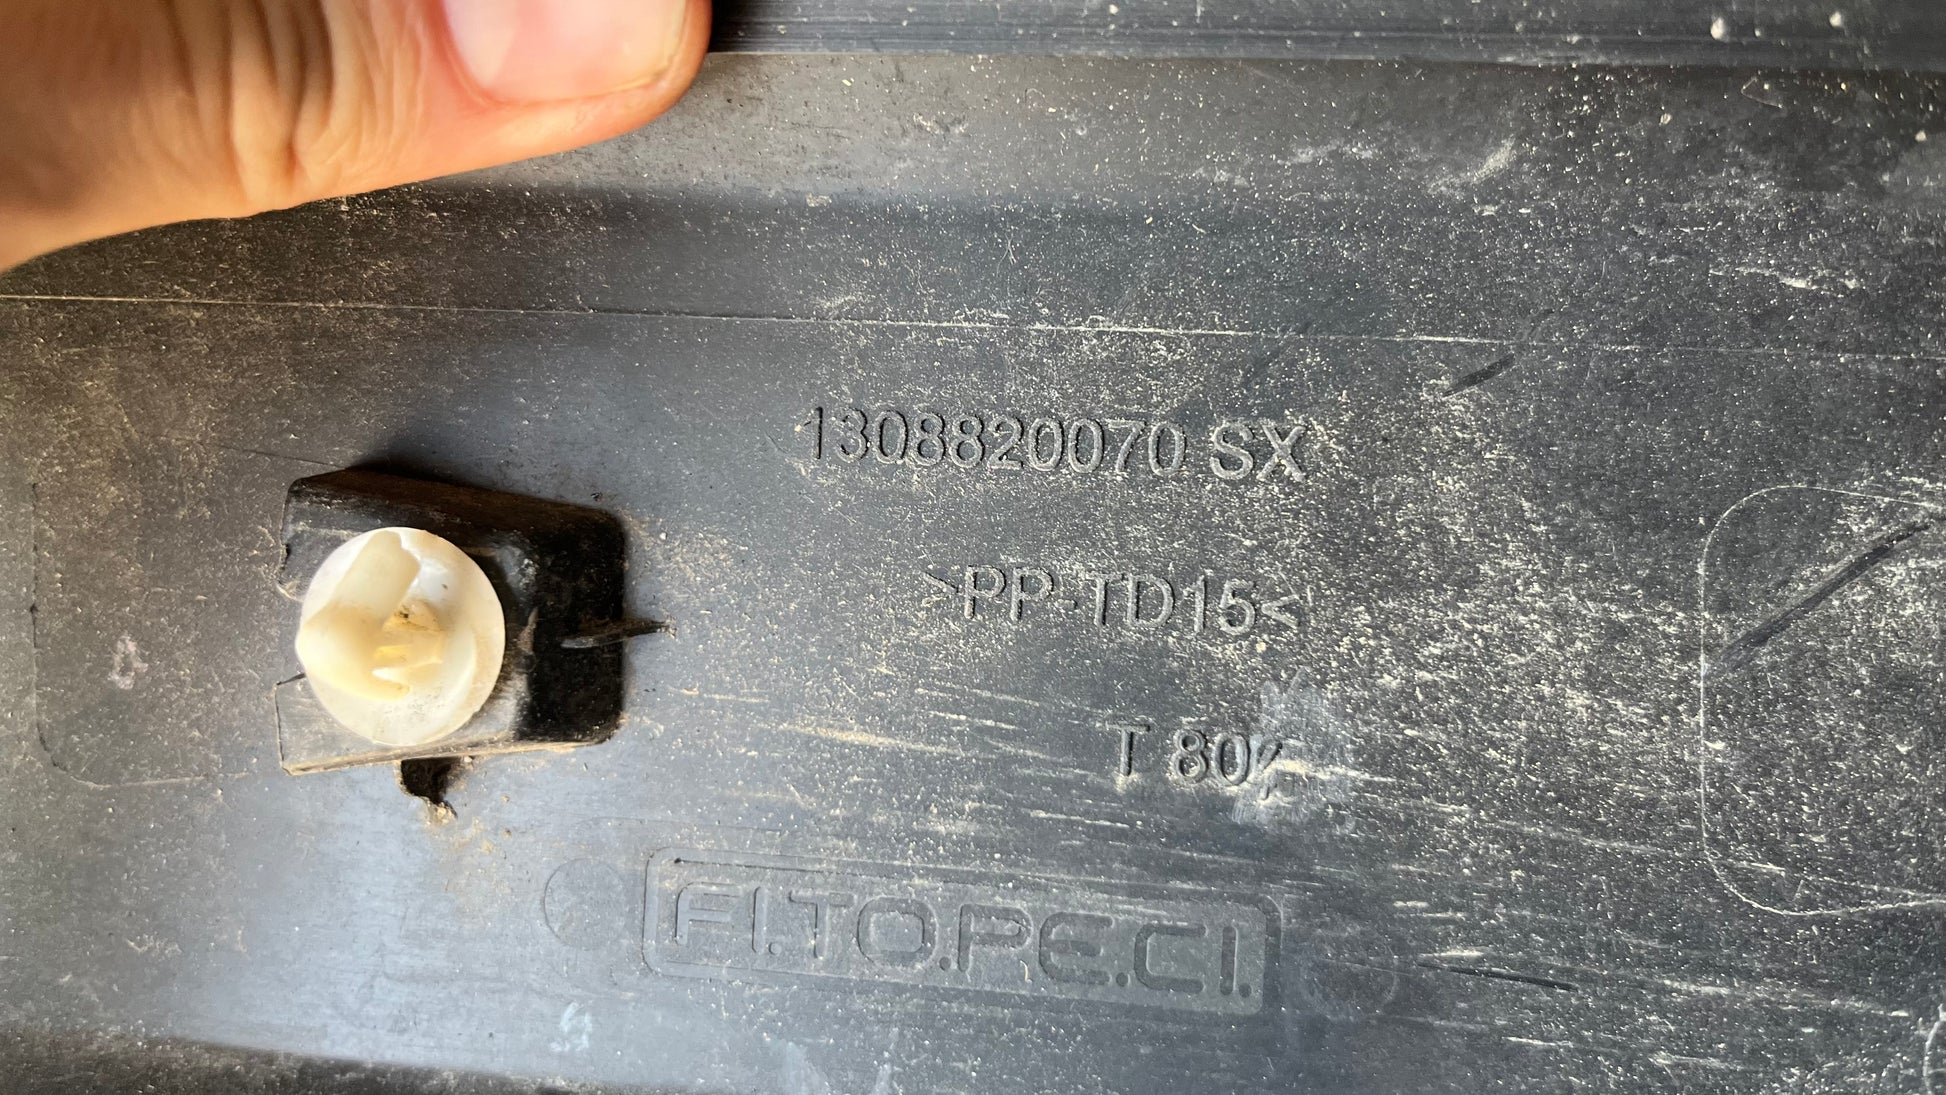 1308820070 SX
>PP-TD15<
T 80
FI.TO.PE.CI.